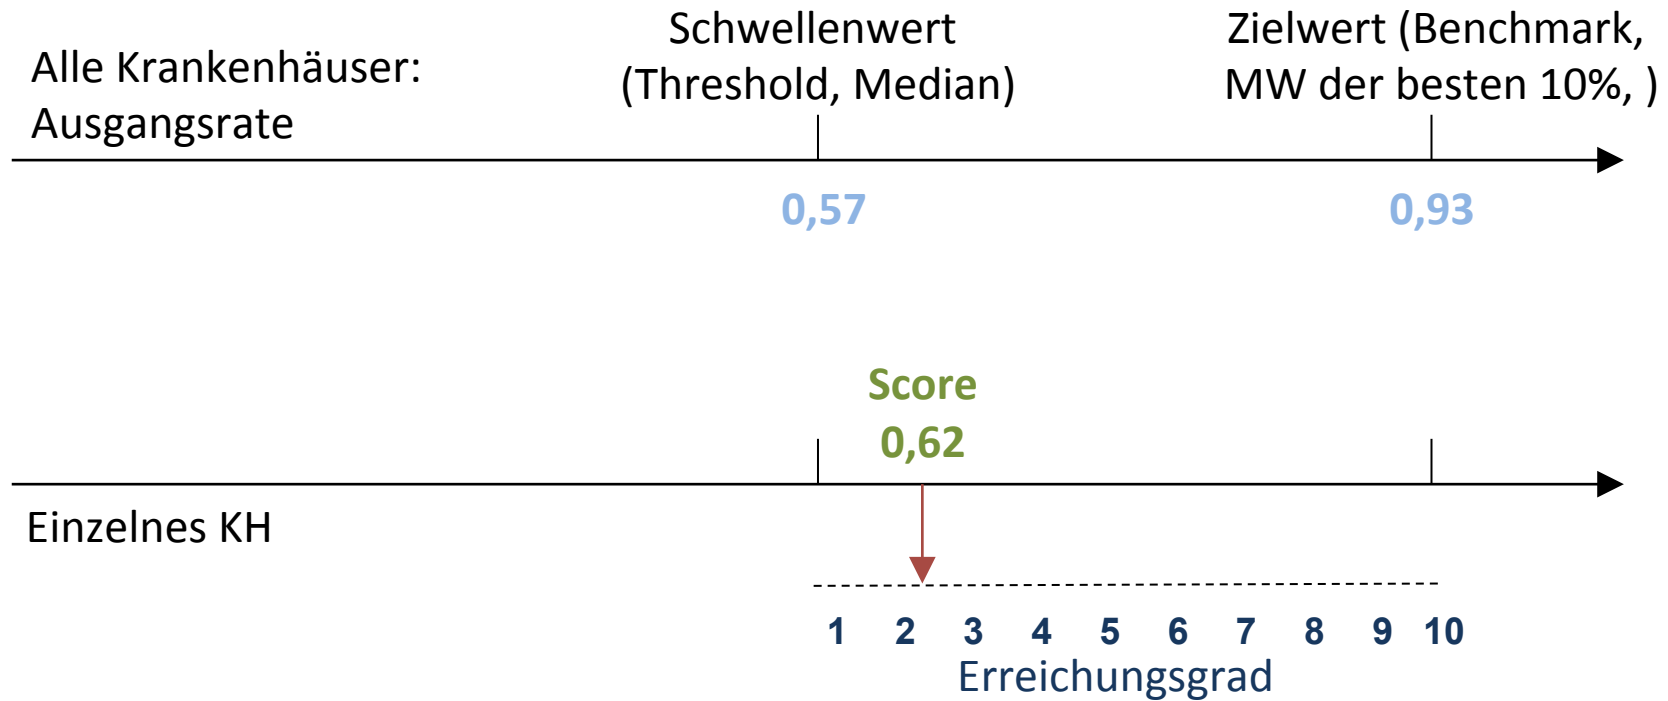 Alle Krankenhäuser:
Ausgangsrate
Schwellenwert
(Threshold, Median)
Zielwert (Benchmark,
MW der besten 10%, )
0,57
0,93
Score
0,62
Einzelnes KH
1 2 3 4 5 6 7 8 9 10
Erreichungsgrad